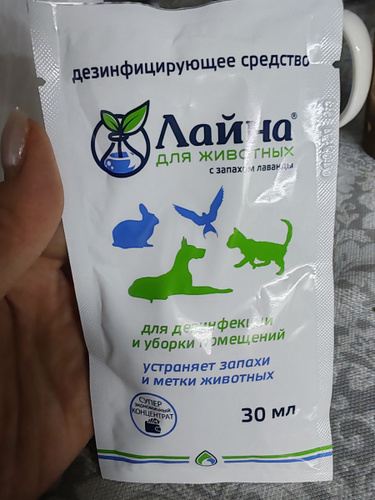 дезинфицирующее средство
Лайна®
для животных
с запахом лаванды
для дезинфекции
и уборки помещений
устраняет запахи
и метки животных
СУПЕР
КОНЦЕНТРАТ
30 мл